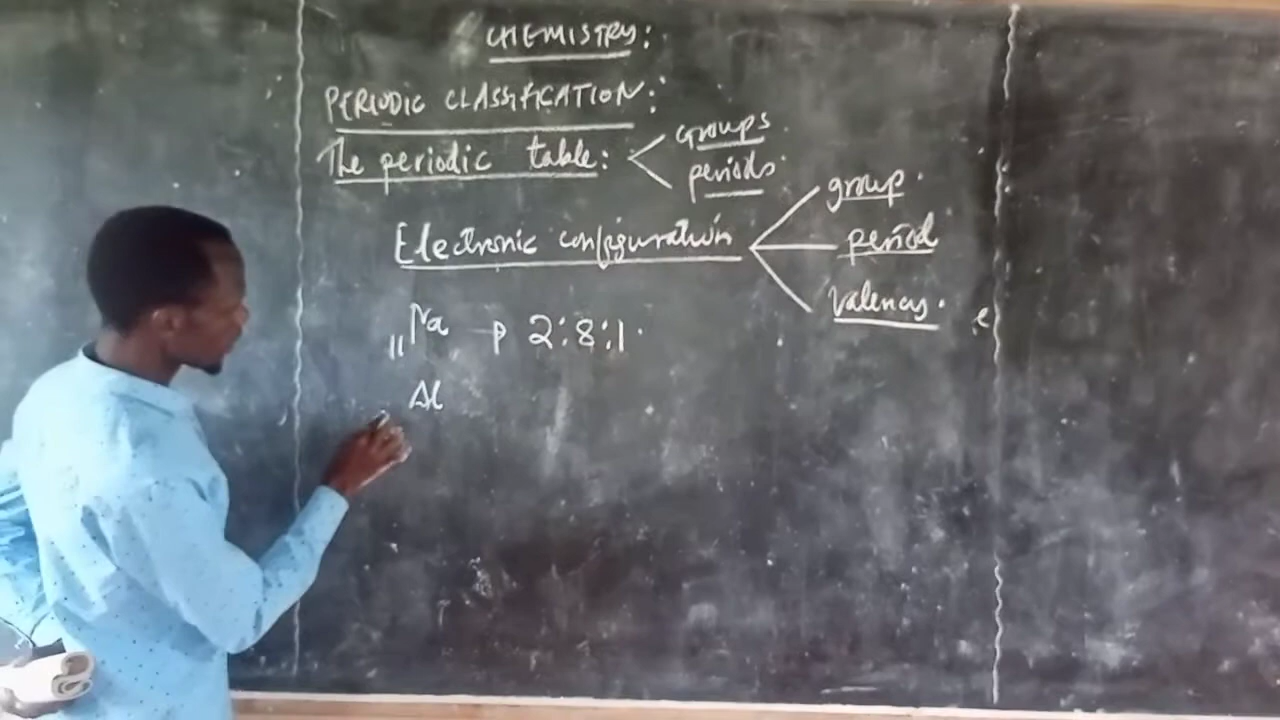 CHEMISTRY:
PERIODIC CLASSIFICATION:
The periodic table:
Groups
periods
Electronic configuration
group
period
Valency.
11Na → 2:8:1
Al
e